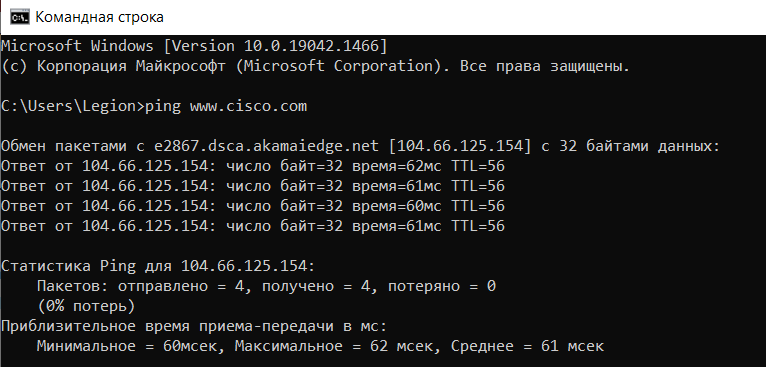 Командная строка
Microsoft Windows [Version 10.0.19042.1466]
(c) Корпорация Майкрософт (Microsoft Corporation). Все права защищены.
C:\Users\Legion>ping www.cisco.com
Обмен пакетами с e2867.dsca.akamaiedge.net [104.66.125.154] с 32 байтами данных:
Ответ от 104.66.125.154: число байт=32 время=62мс TTL=56
Ответ от 104.66.125.154: число байт=32 время=61мс TTL=56
Ответ от 104.66.125.154: число байт=32 время=60мс TTL=56
Ответ от 104.66.125.154: число байт=32 время=61мс TTL=56
Статистика Ping для 104.66.125.154:
Пакетов: отправлено = 4, получено = 4, потеряно = 0
(0% потерь)
Приблизительное время приема-передачи в мс:
Минимальное = 60мсек, Максимальное = 62 мсек, Среднее = 61 мсек